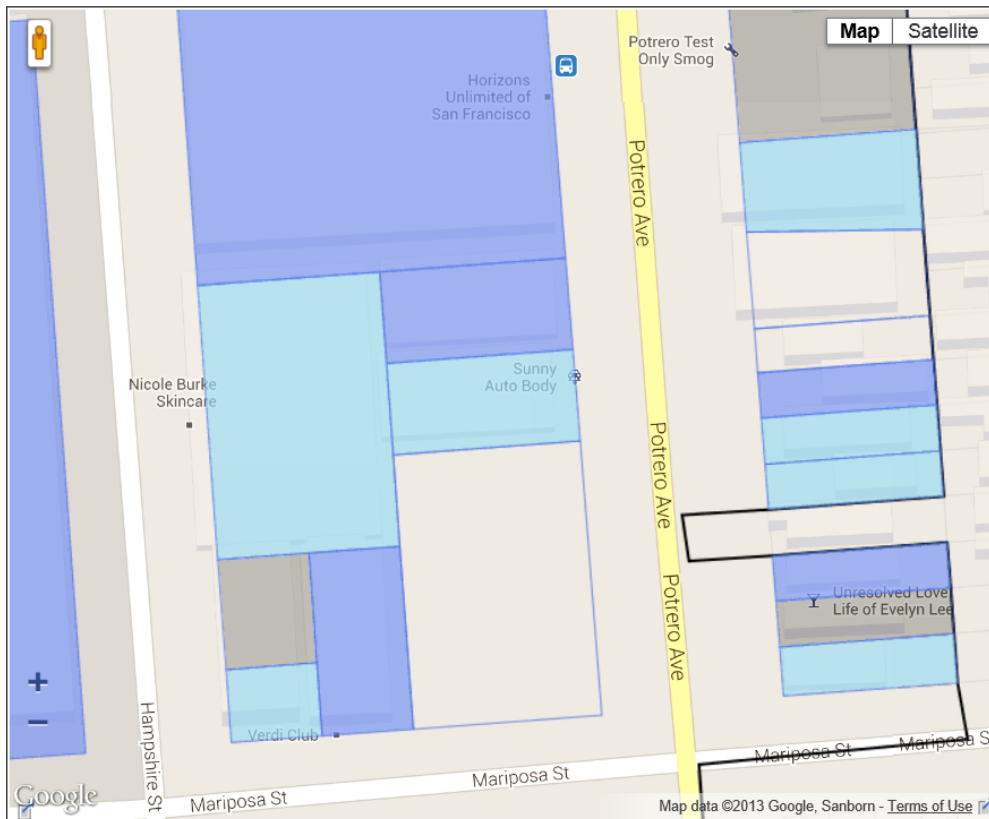 Map
Satellite
Potrero Test
Only Smog
Horizons
Unlimited of
San Francisco
Potrero Ave
Sunny
Auto Body
Nicole Burke
Skincare
Potrero Ave
Potrero Ave
Unresolved Love
Life of Evelyn Lee
+
−
Hampshire St
Verdi Club
Mariposa St
Mariposa St
Mariposa St
Mariposa S
Google
Map data ©2013 Google, Sanborn - Terms of Use